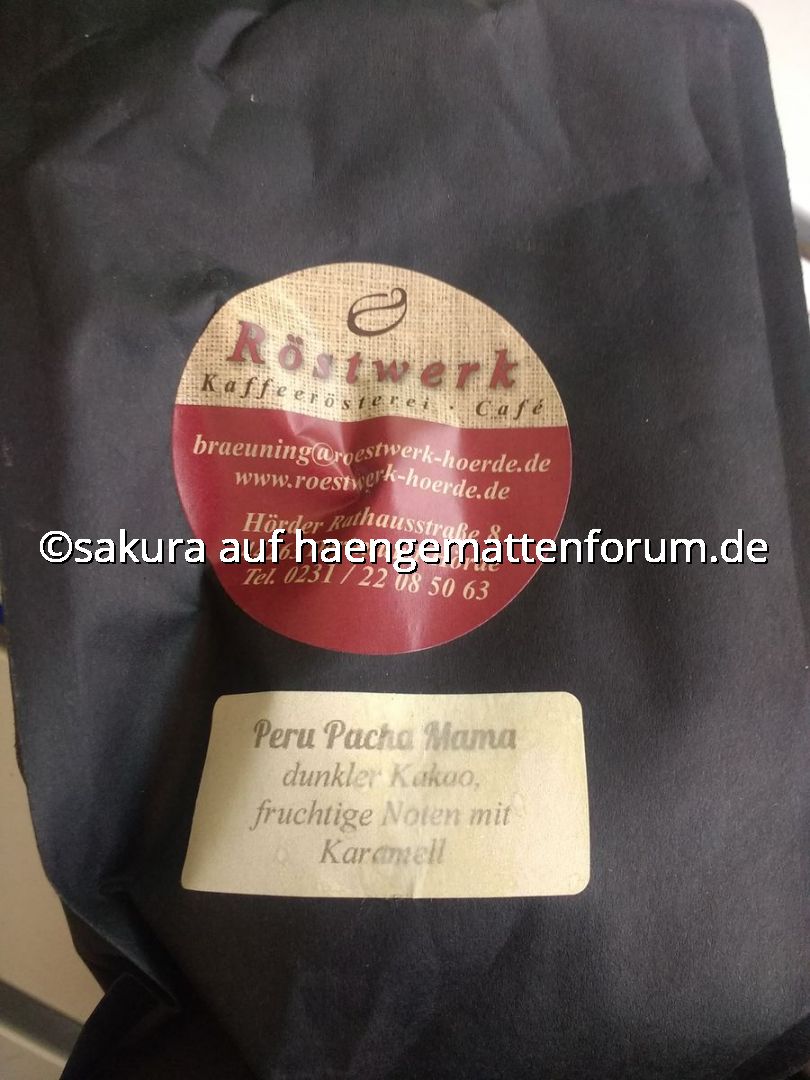 Röstwerk
Kaffeerösterei · Café
braeuning@roestwerk-hoerde.de
www.roestwerk-hoerde.de
Hörder Rathausstraße 8
©sakura auf haengemattenforum.de
Tel. 0231 / 22 08 50 63
Peru Pacha Mama
dunkler Kakao,
fruchtige Noten mit
Karamell